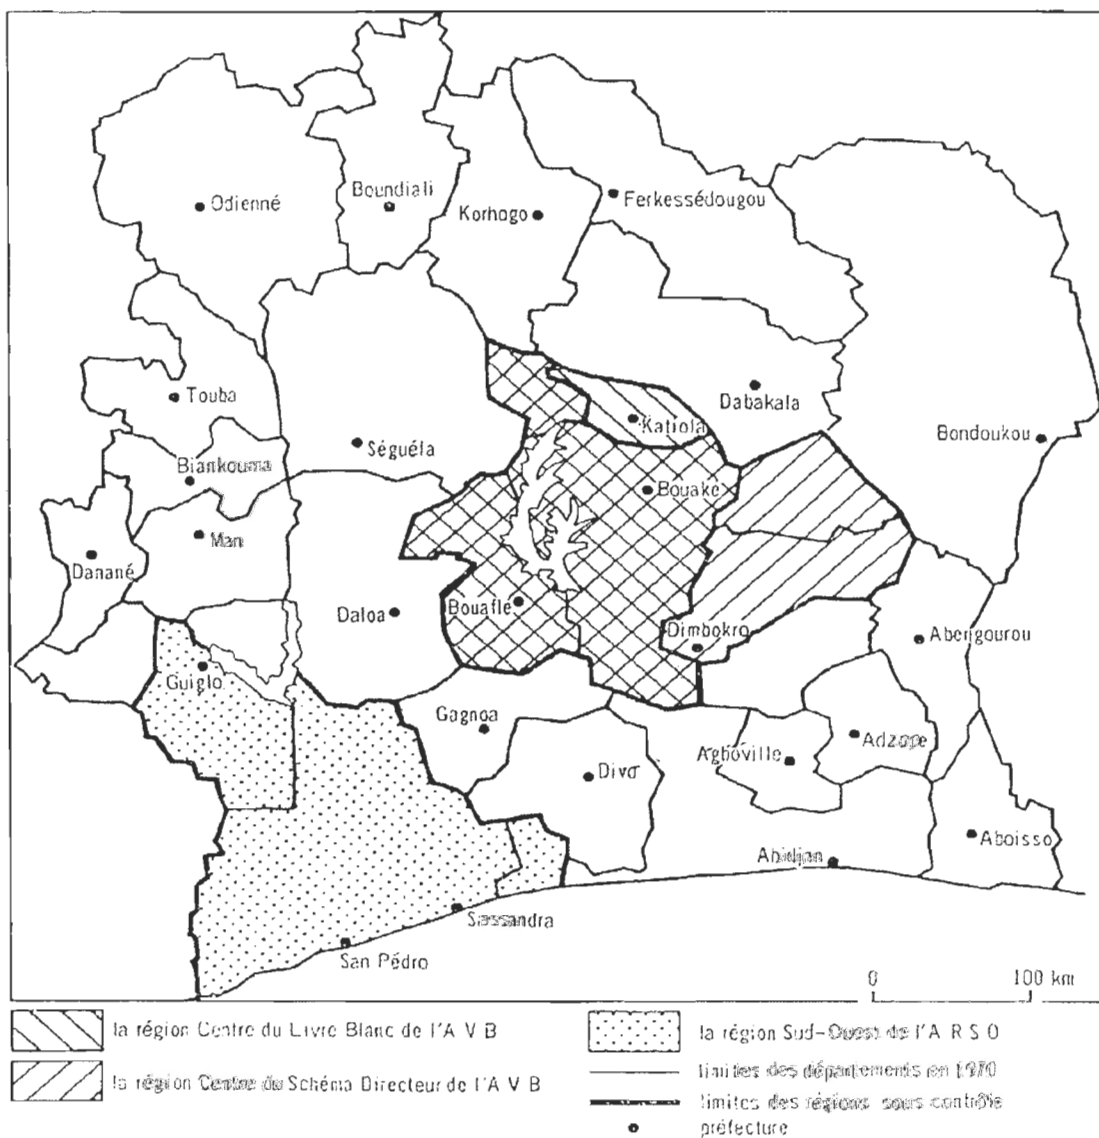 Odienné
Boundiali
Korhogo
Ferkessédougou
Touba
Katiola
Dabakala
Bondoukou
Séguéla
Biankouma
Bouaké
Man
Danané
Daloa
Bouaflé
Dimbokro
Abengourou
Guiglo
Gagnoa
Agboville
Adzopé
Divo
Aboisso
Abidjan
Sassandra
San Pédro
0 100 km
la région Centre du Livre Blanc de l'A V B
la région Centre du Schéma Directeur de l'A V B
la région Sud-Ouest de l'A R S O
limites des départements en 1970
limites des régions sous contrôle
préfecture